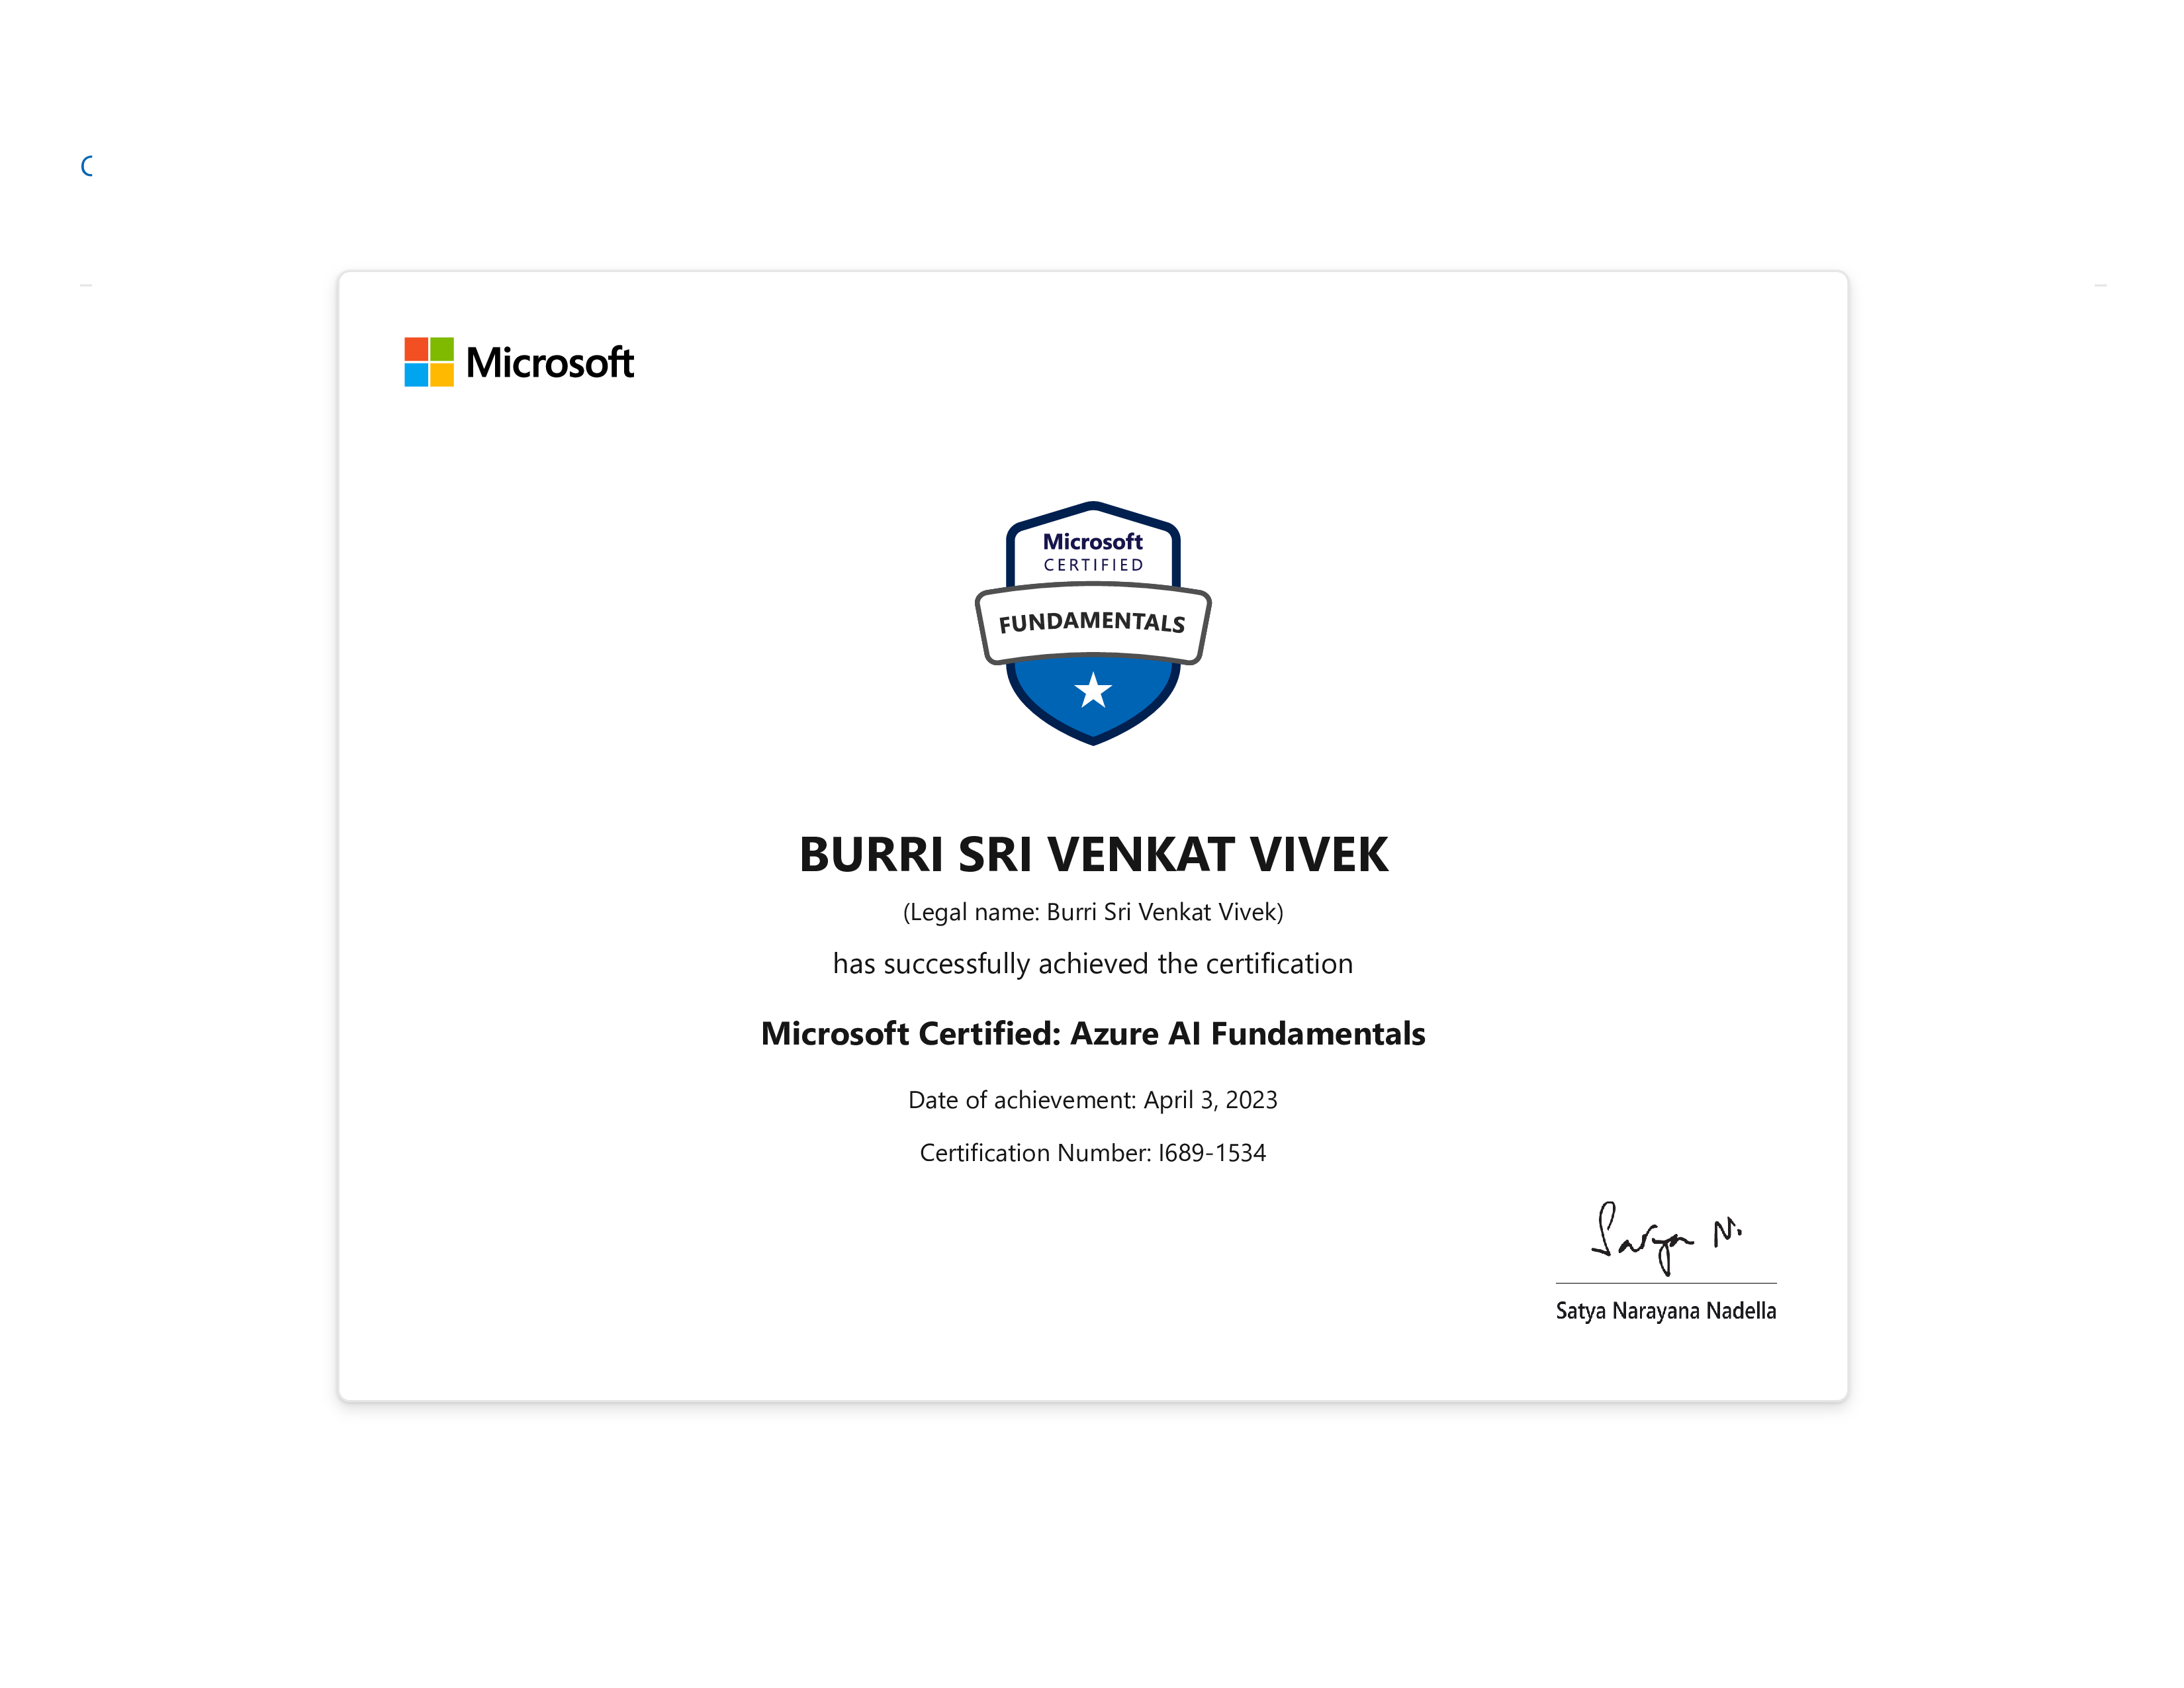 Microsoft
Microsoft
CERTIFIED
FUNDAMENTALS
BURRI SRI VENKAT VIVEK
(Legal name: Burri Sri Venkat Vivek)
has successfully achieved the certification
Microsoft Certified: Azure AI Fundamentals
Date of achievement: April 3, 2023
Certification Number: I689-1534
Satya N.
Satya Narayana Nadella